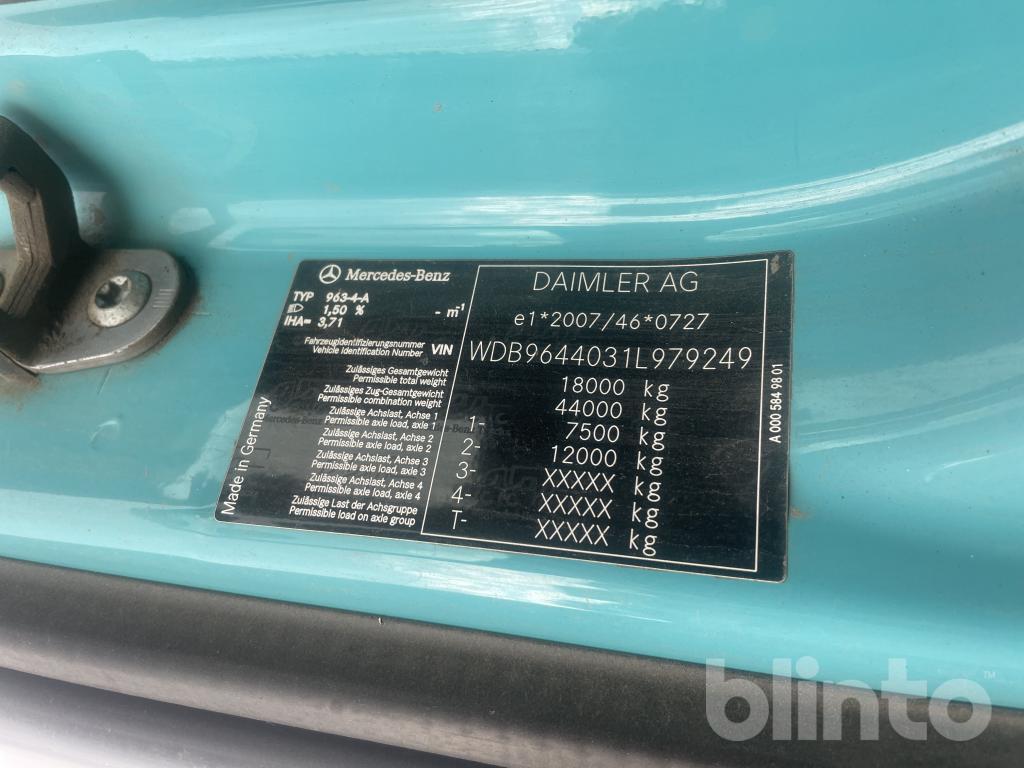 Mercedes-Benz
TYP 963-4-A
1,50 % - m⁻¹
IHA= 3,71
DAIMLER AG
e1*2007/46*0727
Fahrzeugidentifizierungsnummer
Vehicle Identification Number VIN WDB9644031L979249
Zulässiges Gesamtgewicht
Permissible total weight 18000 kg
Zulässiges Zug-Gesamtgewicht
Permissible combination weight 44000 kg
Zulässige Achslast, Achse 1
Permissible axle load, axle 1 1- 7500 kg
Zulässige Achslast, Achse 2
Permissible axle load, axle 2 2- 12000 kg
Zulässige Achslast, Achse 3
Permissible axle load, axle 3 3- XXXXX kg
Zulässige Achslast, Achse 4
Permissible axle load, axle 4 4- XXXXX kg
Zulässige Last der Achsgruppe
Permissible load on axle group T- XXXXX kg
Made in Germany
A 000 584 98 01
blinto™